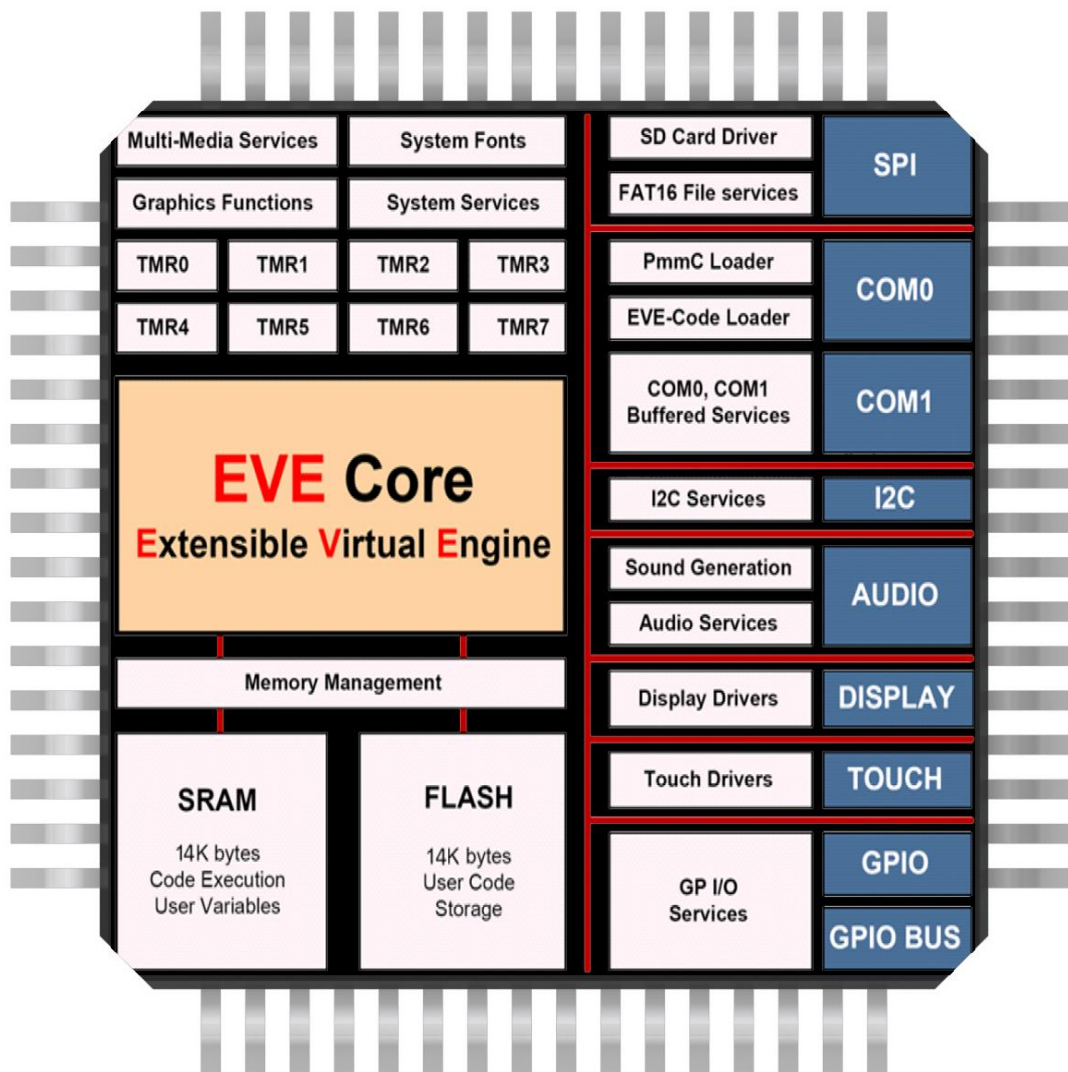 Multi-Media Services
System Fonts
Graphics Functions
System Services
TMR0
TMR1
TMR2
TMR3
TMR4
TMR5
TMR6
TMR7
EVE Core
Extensible Virtual Engine
Memory Management
SRAM
14K bytes
Code Execution
User Variables
FLASH
14K bytes
User Code
Storage
SD Card Driver
FAT16 File services
SPI
PmmC Loader
EVE-Code Loader
COM0
COM0, COM1
Buffered Services
COM1
I2C Services
I2C
Sound Generation
Audio Services
AUDIO
Display Drivers
DISPLAY
Touch Drivers
TOUCH
GP I/O
Services
GPIO
GPIO BUS